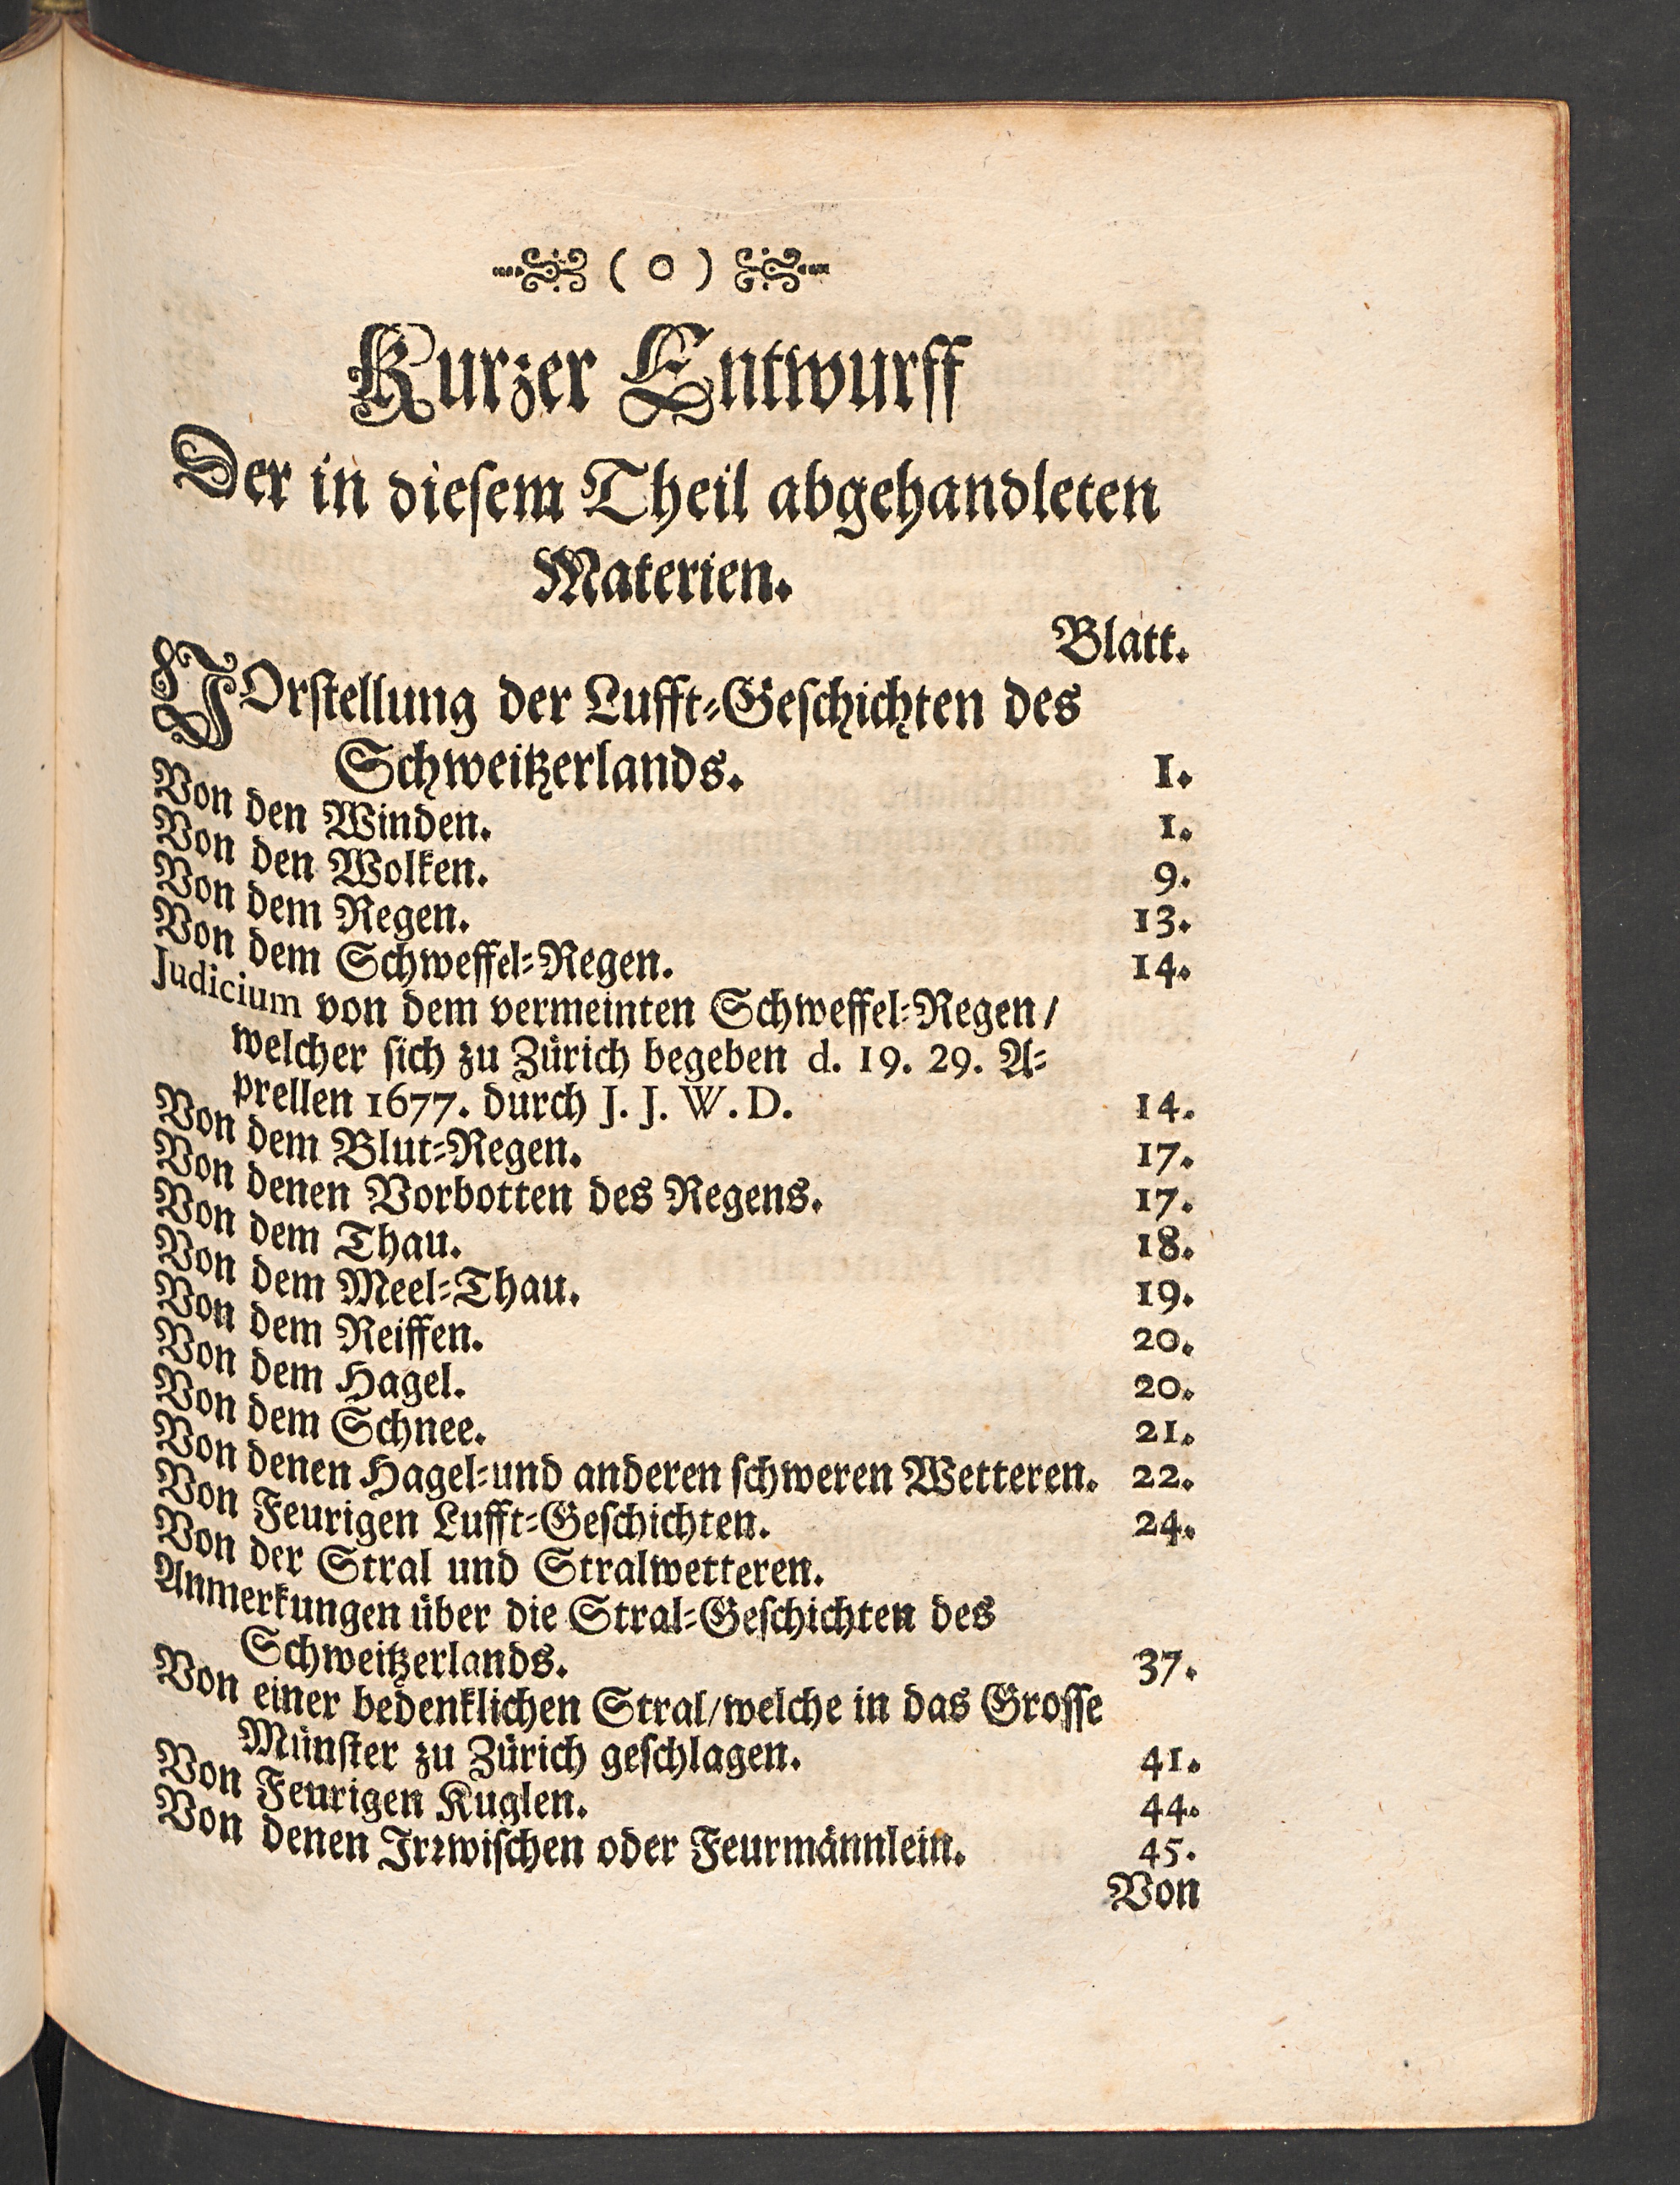 ( o )
Kurzer Entwurff
Der in diesem Theil abgehandleten
Materien.
Blatt.
VOrstellung der Lufft-Geschichten des
Schweitzerlands. 1.
Von den Winden. 1.
Von den Wolken. 9.
Von dem Regen. 13.
Von dem Schweffel-Regen. 14.
Judicium von dem vermeinten Schweffel-Regen /
welcher sich zu Zürich begeben d. 19. 29. A-
prellen 1677. durch J. J. W. D. 14.
Von dem Blut-Regen. 17.
Von denen Vorbotten des Regens. 17.
Von dem Thau. 18.
Von dem Meel-Thau. 19.
Von dem Reiffen. 20.
Von dem Hagel. 20.
Von dem Schnee. 21.
Von denen Hagel-und anderen schweren Wetteren. 22.
Von Feurigen Lufft-Geschichten. 24.
Von der Stral und Stralwetteren.
Anmerkungen über die Stral-Geschichten des
Schweitzerlands. 37.
Von einer bedenklichen Stral/welche in das Grosse
Münster zu Zürich geschlagen. 41.
Von Feurigen Kuglen. 44.
Von denen Irrwischen oder Feurmännlein. 45.
Von